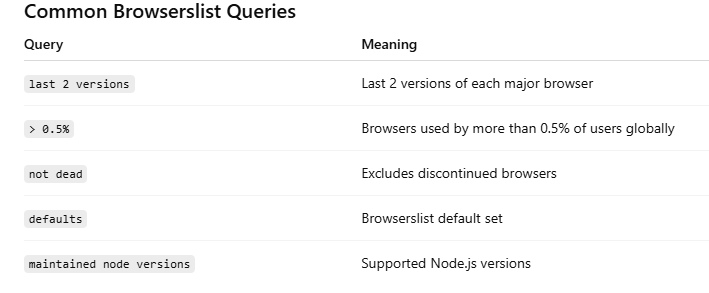 Common Browserslist Queries
Query Meaning
last 2 versions Last 2 versions of each major browser
> 0.5% Browsers used by more than 0.5% of users globally
not dead Excludes discontinued browsers
defaults Browserslist default set
maintained node versions Supported Node.js versions